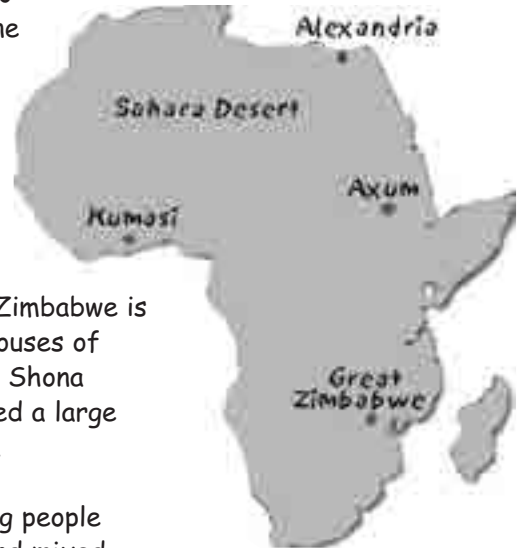 Alexandria
Sahara Desert
Axum
Kumasi
Zimbabwe is
ouses of
Shona
Great
Zimbabwe
ed a large
g people